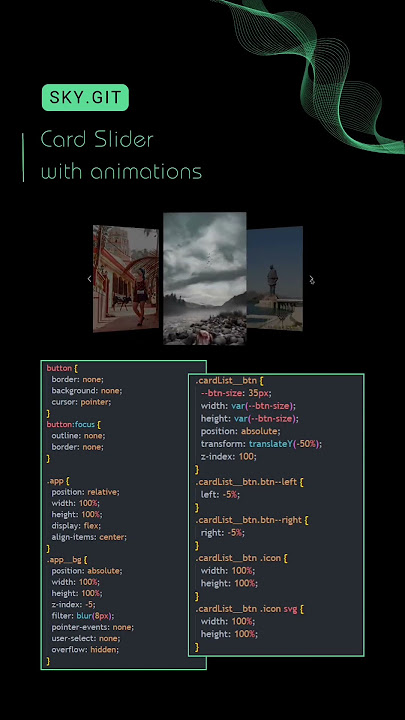 SKY.GIT
Card Slider
with animations
button {
border: none;
background: none;
cursor: pointer;
}
button:focus {
outline: none;
border: none;
}
.app {
position: relative;
width: 100%;
height: 100%;
display: flex;
align-items: center;
}
.app__bg {
position: absolute;
width: 100%;
height: 100%;
z-index: -5;
filter: blur(8px);
pointer-events: none;
user-select: none;
overflow: hidden;
}
.cardList__btn {
--btn-size: 35px;
width: var(--btn-size);
height: var(--btn-size);
position: absolute;
transform: translateY(-50%);
z-index: 100;
}
.cardList__btn.btn--left {
left: -5%;
}
.cardList__btn.btn--right {
right: -5%;
}
.cardList__btn .icon {
width: 100%;
height: 100%;
}
.cardList__btn .icon svg {
width: 100%;
height: 100%;
}